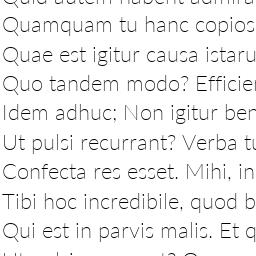 Quid autem habent admira
Quamquam tu hanc copios
Quae est igitur causa istaru
Quo tandem modo? Efficien
Idem adhuc; Non igitur ben
Ut pulsi recurrant? Verba tu
Confecta res esset. Mihi, in
Tibi hoc incredibile, quod b
Qui est in parvis malis. Et q